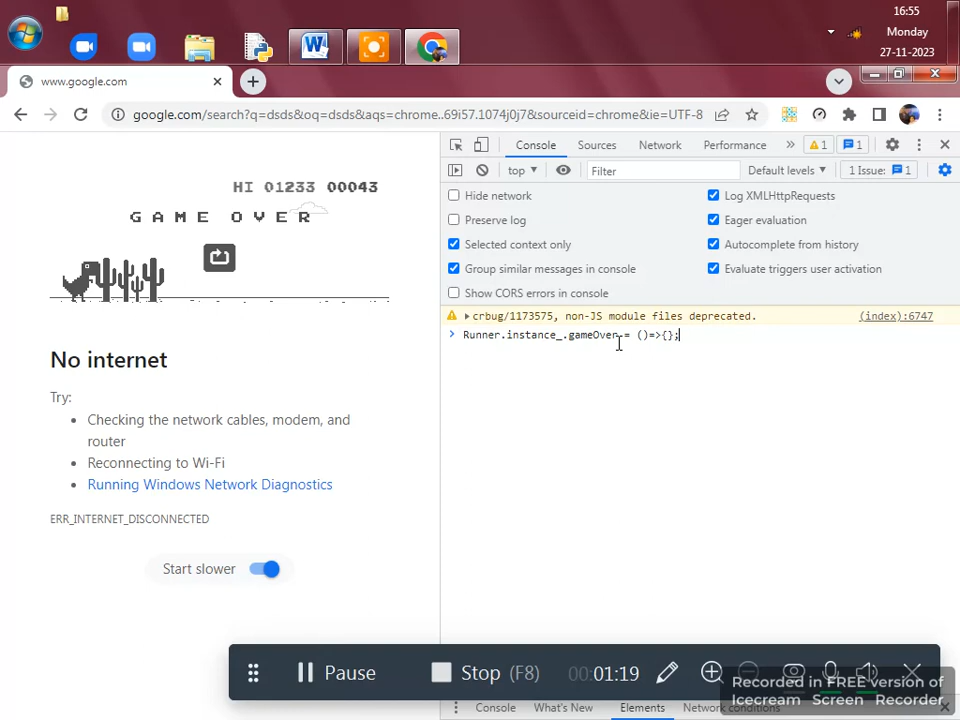 16:55
Monday
27-11-2023
www.google.com
google.com/search?q=dsds&oq=dsds&aqs=chrome..69i57.1074j0j7&sourceid=chrome&ie=UTF-8
HI 01233 00043
GAME OVER
No internet
Try:
Checking the network cables, modem, and
router
Reconnecting to Wi-Fi
Running Windows Network Diagnostics
ERR_INTERNET_DISCONNECTED
Start slower
Console Sources Network Performance » 1 1
top Filter Default levels 1 Issue: 1
Hide network Log XMLHttpRequests
Preserve log Eager evaluation
Selected context only Autocomplete from history
Group similar messages in console Evaluate triggers user activation
Show CORS errors in console
crbug/1173575, non-JS module files deprecated. (index):6747
Runner.instance_.gameOver = ()=>{};
Pause Stop (F8) 00:01:19
Recorded in FREE version of
Icecream Screen Recorder
Console What's New Elements Network conditions